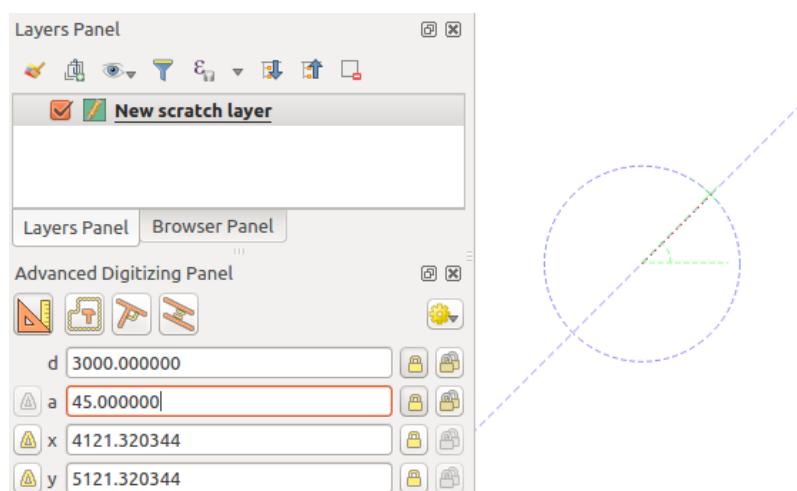 Layers Panel
New scratch layer
Layers Panel
Browser Panel
Advanced Digitizing Panel
d 3000.000000
a 45.000000
x 4121.320344
y 5121.320344